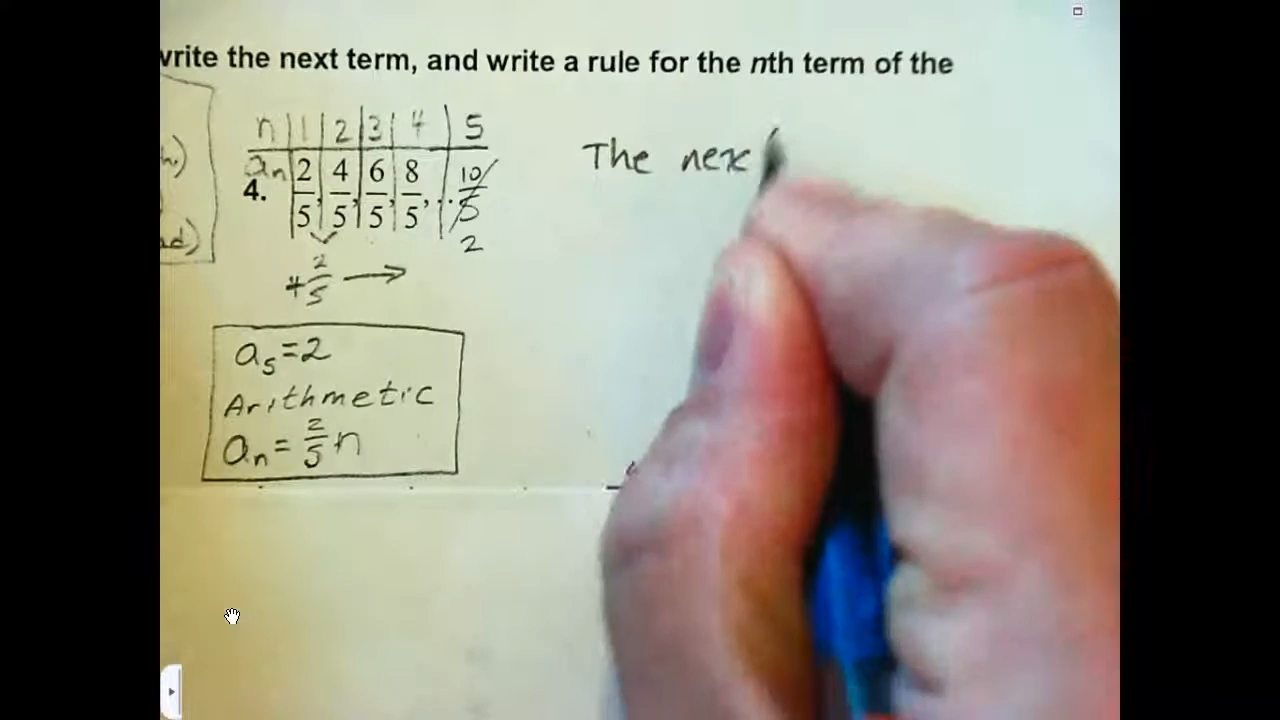 write the next term, and write a rule for the nth term of the
n 1 2 3 4 5
an 2/5, 4/5, 6/5, 8/5, ... 10/5
4.
2
+2/5 →
The nex
h)
ad)
a5=2
Arithmetic
an=2/5n